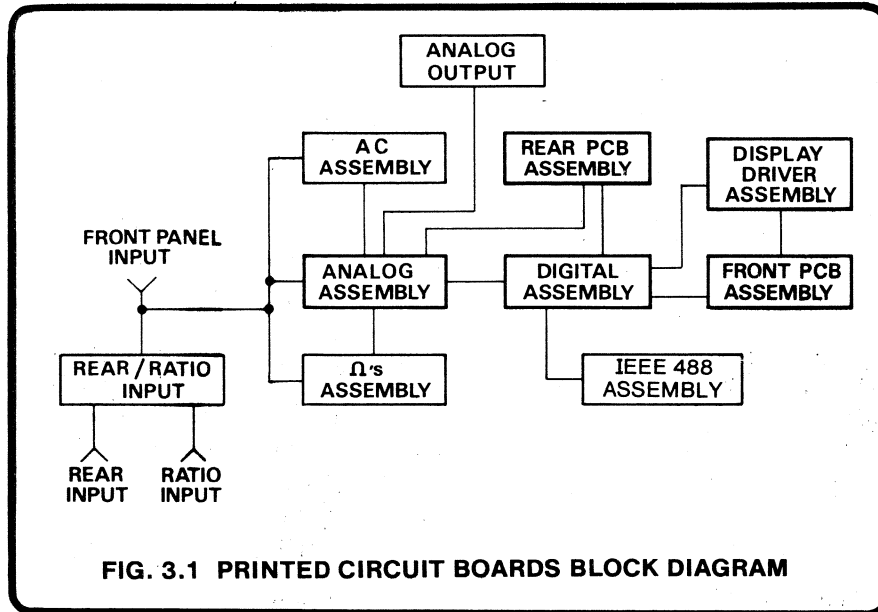 ANALOG
OUTPUT
AC
ASSEMBLY
REAR PCB
ASSEMBLY
DISPLAY
DRIVER
ASSEMBLY
FRONT PANEL
INPUT
ANALOG
ASSEMBLY
DIGITAL
ASSEMBLY
FRONT PCB
ASSEMBLY
REAR / RATIO
INPUT
Ω's
ASSEMBLY
IEEE 488
ASSEMBLY
REAR
INPUT
RATIO
INPUT
FIG. 3.1 PRINTED CIRCUIT BOARDS BLOCK DIAGRAM